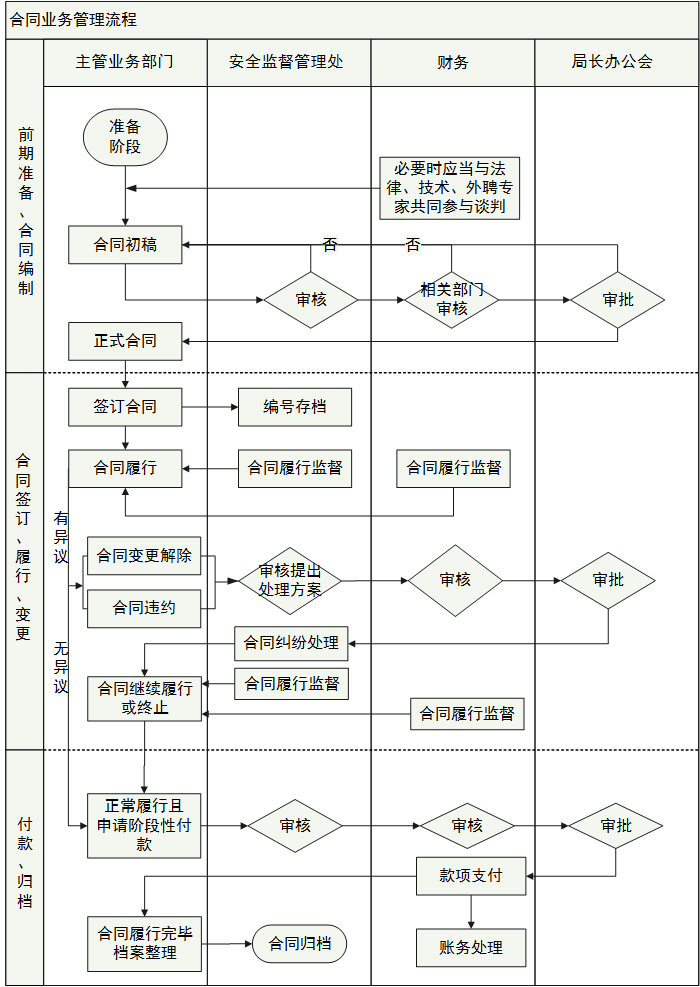 合同业务管理流程
主管业务部门
安全监督管理处
财务
局长办公会
前期准备、合同编制
准备
阶段
必要时应当与法
律、技术、外聘专
家共同参与谈判
合同初稿
否
否
审核
相关部门
审核
审批
正式合同
合同签订、履行、变更
签订合同
编号存档
合同履行
合同履行监督
合同履行监督
有异议
合同变更解除
合同违约
审核提出
处理方案
审核
审批
无异议
合同纠纷处理
合同继续履行
或终止
合同履行监督
合同履行监督
付款、归档
正常履行且
申请阶段性付
款
审核
审核
审批
款项支付
合同履行完毕
档案整理
合同归档
账务处理